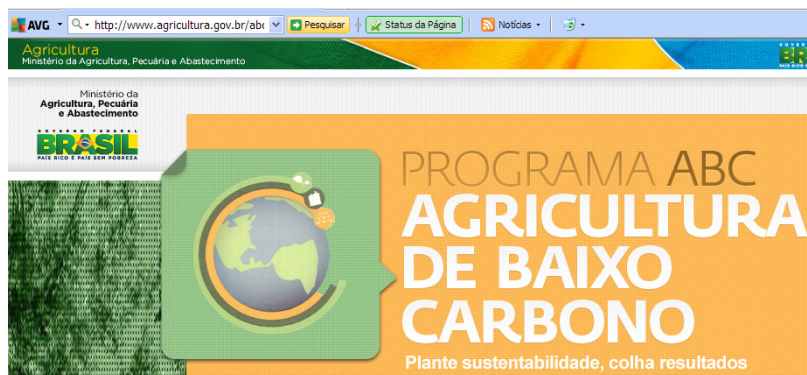 AVG http://www.agricultura.gov.br/abc Pesquisar Status da Página Notícias
Agricultura
Ministério da Agricultura, Pecuária e Abastecimento
Ministério da
Agricultura, Pecuária
e Abastecimento
GOVERNO FEDERAL
BRASIL
PAÍS RICO É PAÍS SEM POBREZA
PROGRAMA ABC
AGRICULTURA
DE BAIXO
CARBONO
Plante sustentabilidade, colha resultados